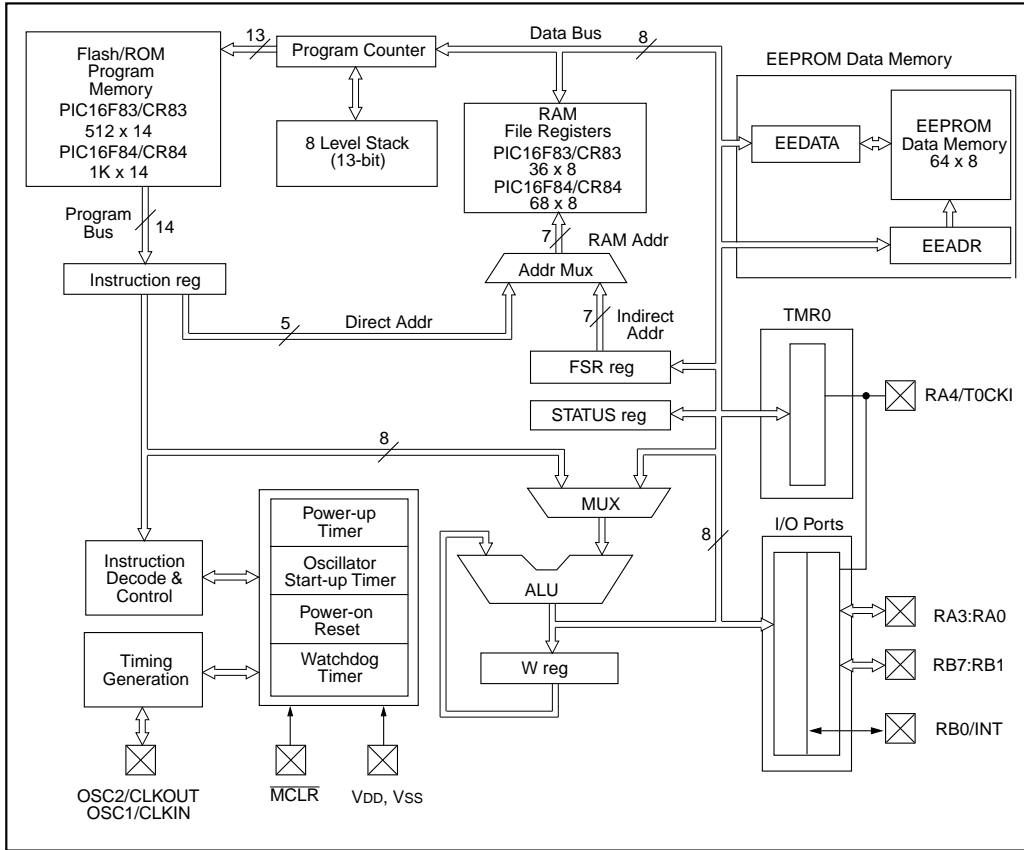 13
Data Bus
8
Flash/ROM
Program
Memory
PIC16F83/CR83
512 x 14
PIC16F84/CR84
1K x 14
Program Counter
8 Level Stack
(13-bit)
RAM
File Registers
PIC16F83/CR83
36 x 8
PIC16F84/CR84
68 x 8
EEPROM Data Memory
EEDATA
EEPROM
Data Memory
64 x 8
EEADR
Program
Bus
14
7
RAM Addr
Instruction reg
Addr Mux
5
Direct Addr
7
Indirect
Addr
FSR reg
STATUS reg
TMR0
RA4/T0CKI
8
MUX
8
I/O Ports
Power-up
Timer
Oscillator
Start-up Timer
Power-on
Reset
Watchdog
Timer
Instruction
Decode &
Control
Timing
Generation
ALU
W reg
RA3:RA0
RB7:RB1
RB0/INT
OSC2/CLKOUT
OSC1/CLKIN
MCLR
VDD, VSS